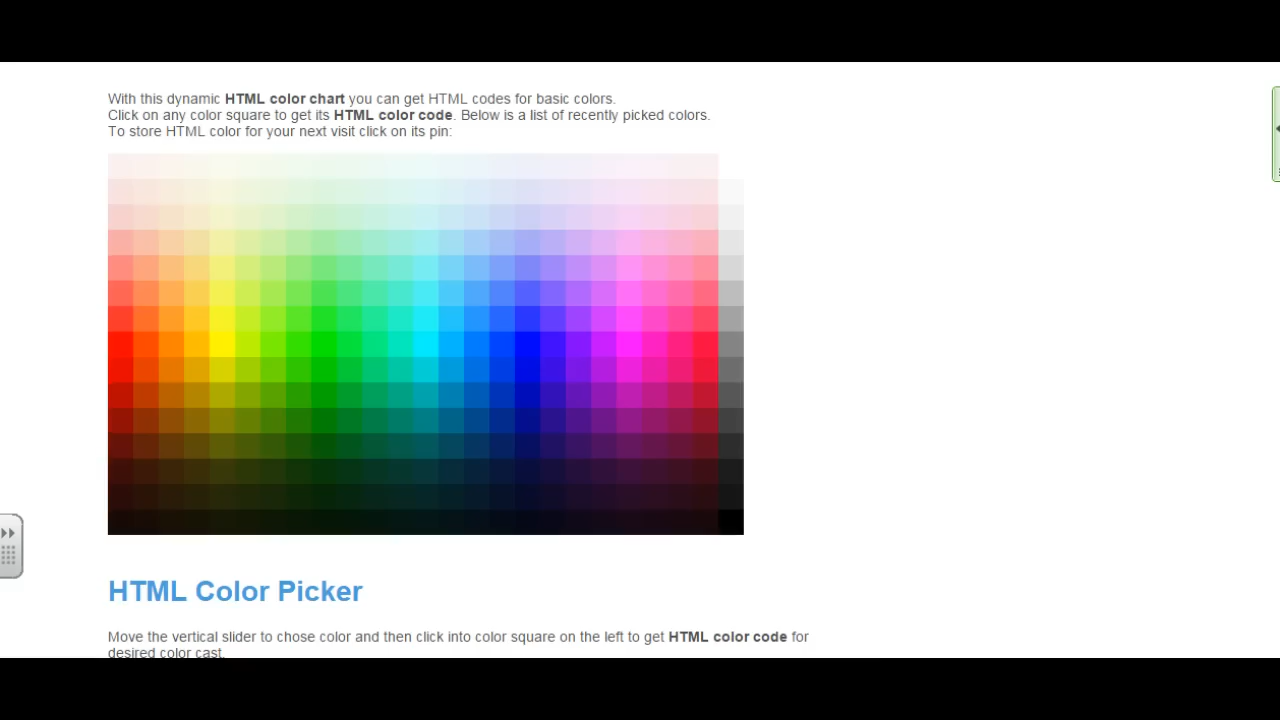 With this dynamic HTML color chart you can get HTML codes for basic colors.
Click on any color square to get its HTML color code. Below is a list of recently picked colors.
To store HTML color for your next visit click on its pin:
HTML Color Picker
Move the vertical slider to chose color and then click into color square on the left to get HTML color code for
desired color cast.